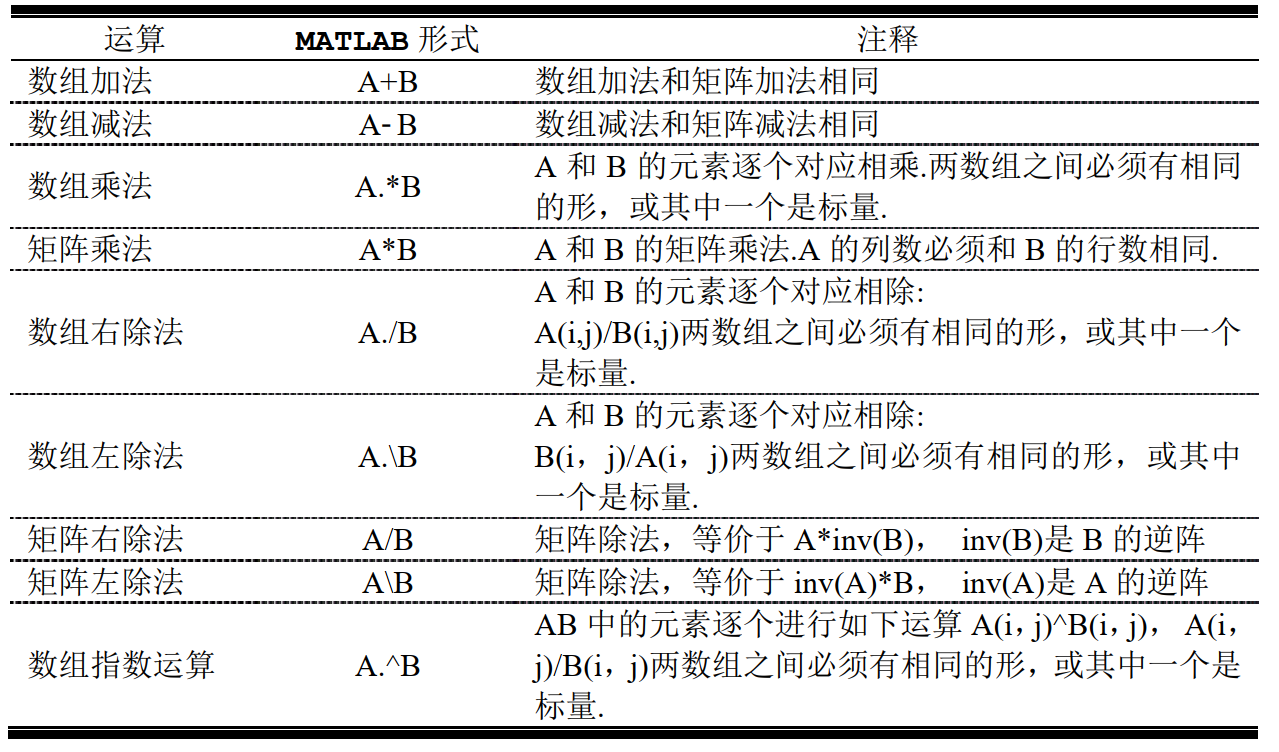 运算 MATLAB 形式 注释
数组加法 A+B 数组加法和矩阵加法相同
数组减法 A- B 数组减法和矩阵减法相同
数组乘法 A.*B A 和 B 的元素逐个对应相乘.两数组之间必须有相同
的形，或其中一个是标量.
矩阵乘法 A*B A 和 B 的矩阵乘法.A 的列数必须和 B 的行数相同.
数组右除法 A./B A 和 B 的元素逐个对应相除:
A(i,j)/B(i,j)两数组之间必须有相同的形，或其中一个
是标量.
数组左除法 A.\B A 和 B 的元素逐个对应相除:
B(i，j)/A(i，j)两数组之间必须有相同的形，或其中
一个是标量.
矩阵右除法 A/B 矩阵除法，等价于 A*inv(B)， inv(B)是 B 的逆阵
矩阵左除法 A\B 矩阵除法，等价于 inv(A)*B， inv(A)是 A 的逆阵
数组指数运算 A.^B AB 中的元素逐个进行如下运算 A(i，j)^B(i，j)，A(i，
j)/B(i，j)两数组之间必须有相同的形，或其中一个是
标量.